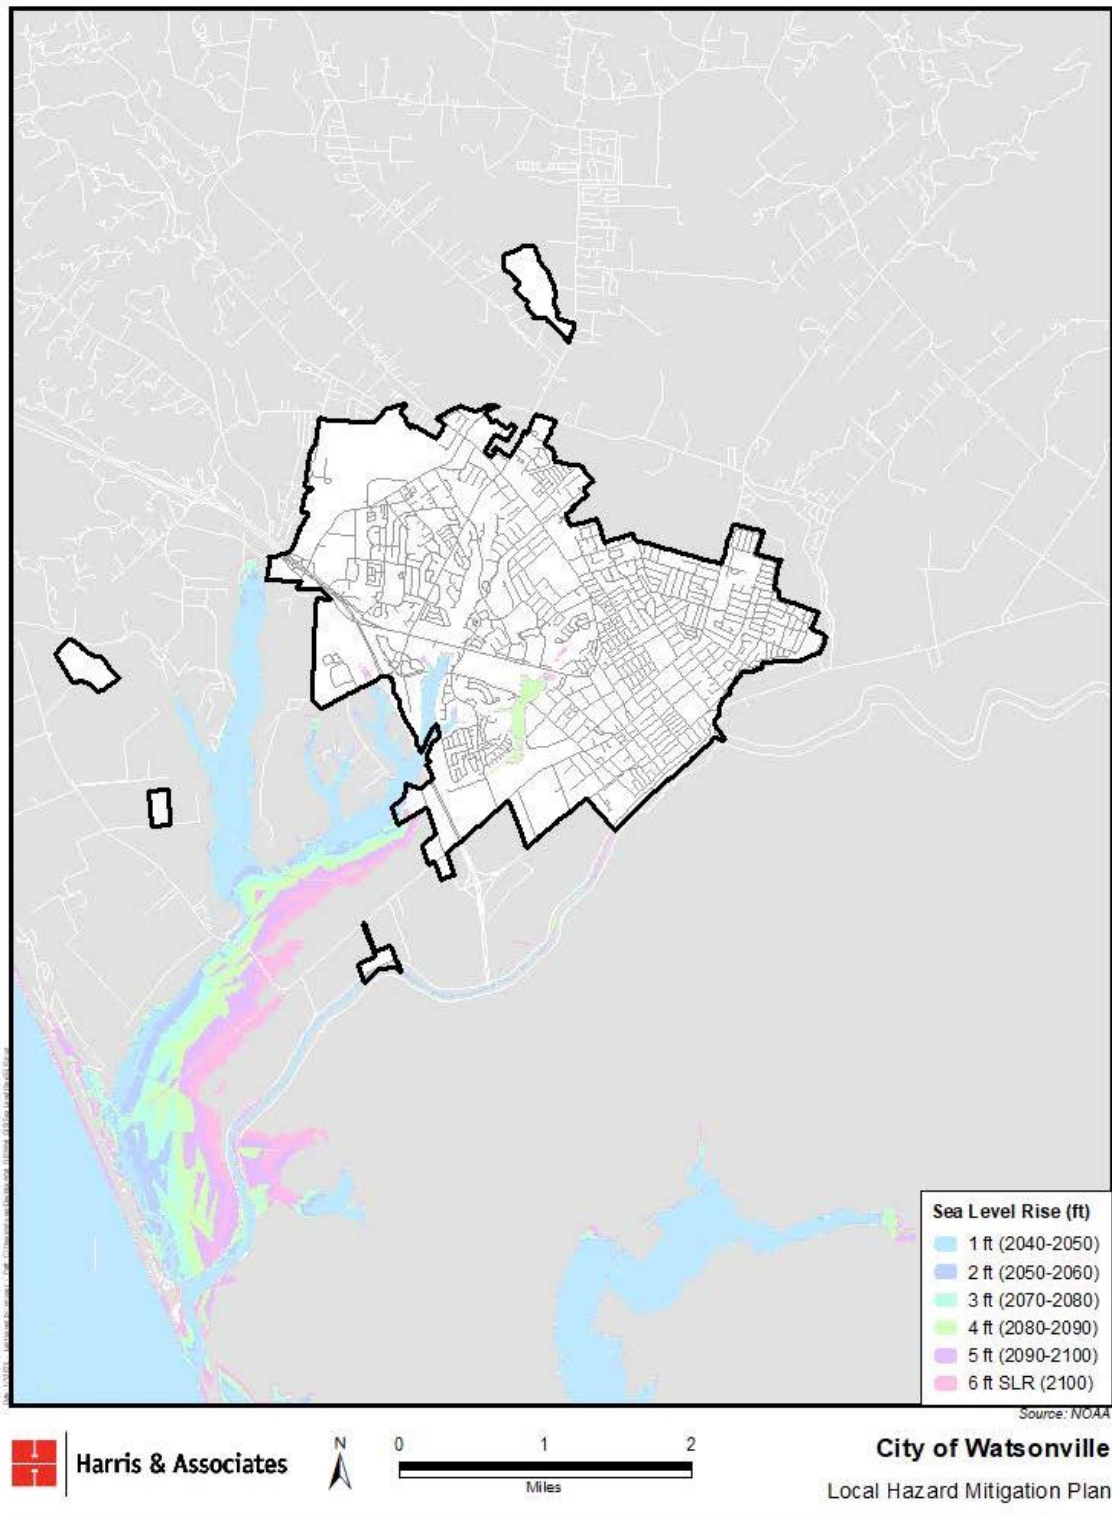 Sea Level Rise (ft)
1 ft (2040-2050)
2 ft (2050-2060)
3 ft (2070-2080)
4 ft (2080-2090)
5 ft (2090-2100)
6 ft SLR (2100)
Source: NOAA
Harris & Associates
N
0 1 2
Miles
City of Watsonville
Local Hazard Mitigation Plan